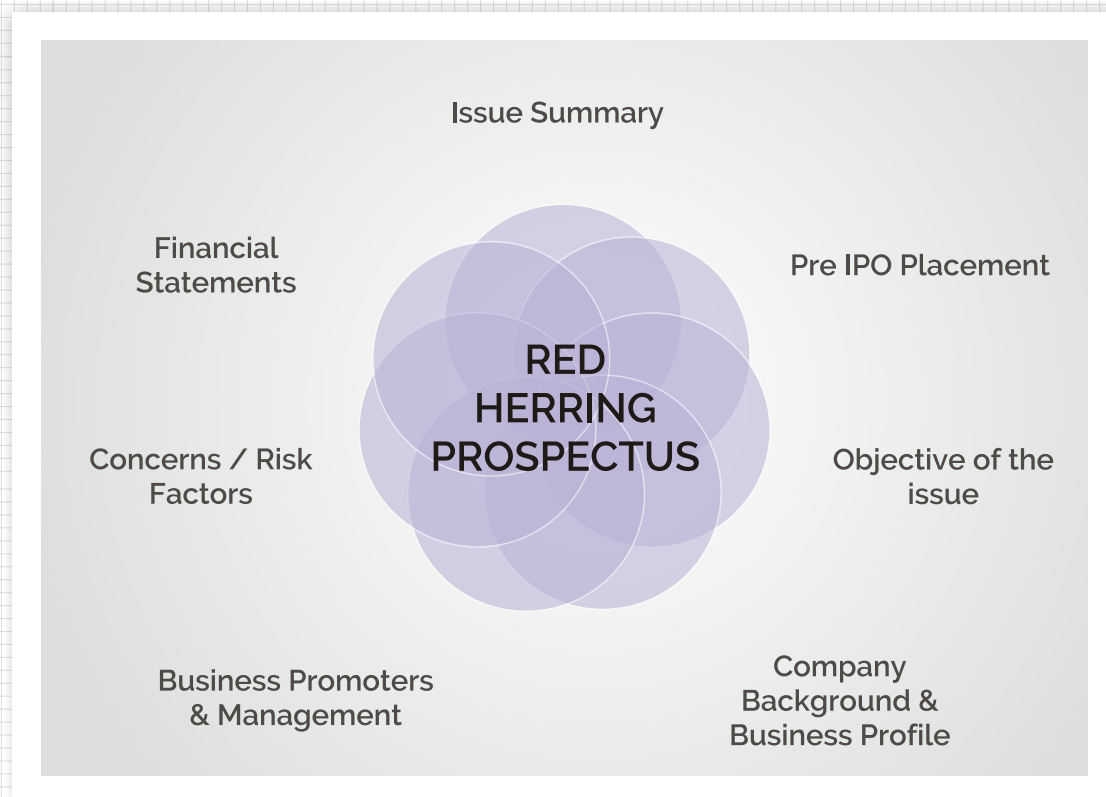 Issue Summary
Financial
Statements
Pre IPO Placement
RED
HERRING
PROSPECTUS
Concerns / Risk
Factors
Objective of the
issue
Business Promoters
& Management
Company
Background &
Business Profile